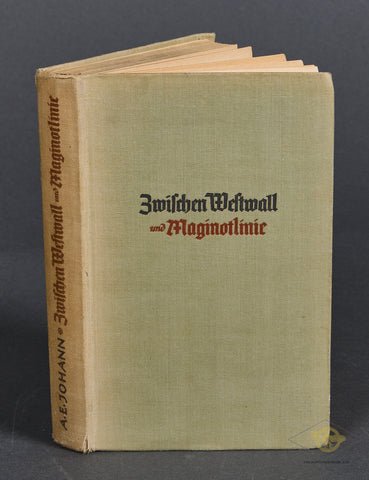 Zwischen Westwall
und Maginotlinie
A.E.JOHANN * Zwischen Westwall und Maginotlinie